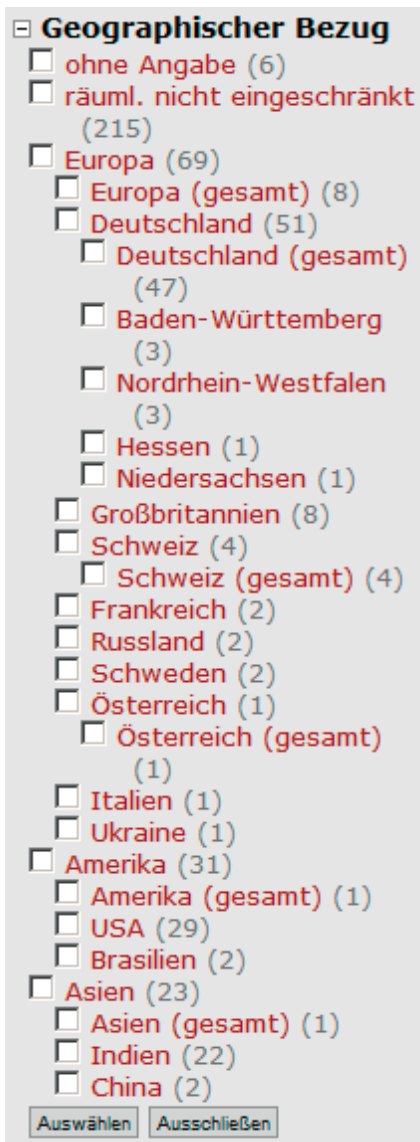 Geographischer Bezug
ohne Angabe (6)
räuml. nicht eingeschränkt
(215)
Europa (69)
Europa (gesamt) (8)
Deutschland (51)
Deutschland (gesamt)
(47)
Baden-Württemberg
(3)
Nordrhein-Westfalen
(3)
Hessen (1)
Niedersachsen (1)
Großbritannien (8)
Schweiz (4)
Schweiz (gesamt) (4)
Frankreich (2)
Russland (2)
Schweden (2)
Österreich (1)
Österreich (gesamt)
(1)
Italien (1)
Ukraine (1)
Amerika (31)
Amerika (gesamt) (1)
USA (29)
Brasilien (2)
Asien (23)
Asien (gesamt) (1)
Indien (22)
China (2)
Auswählen Ausschließen